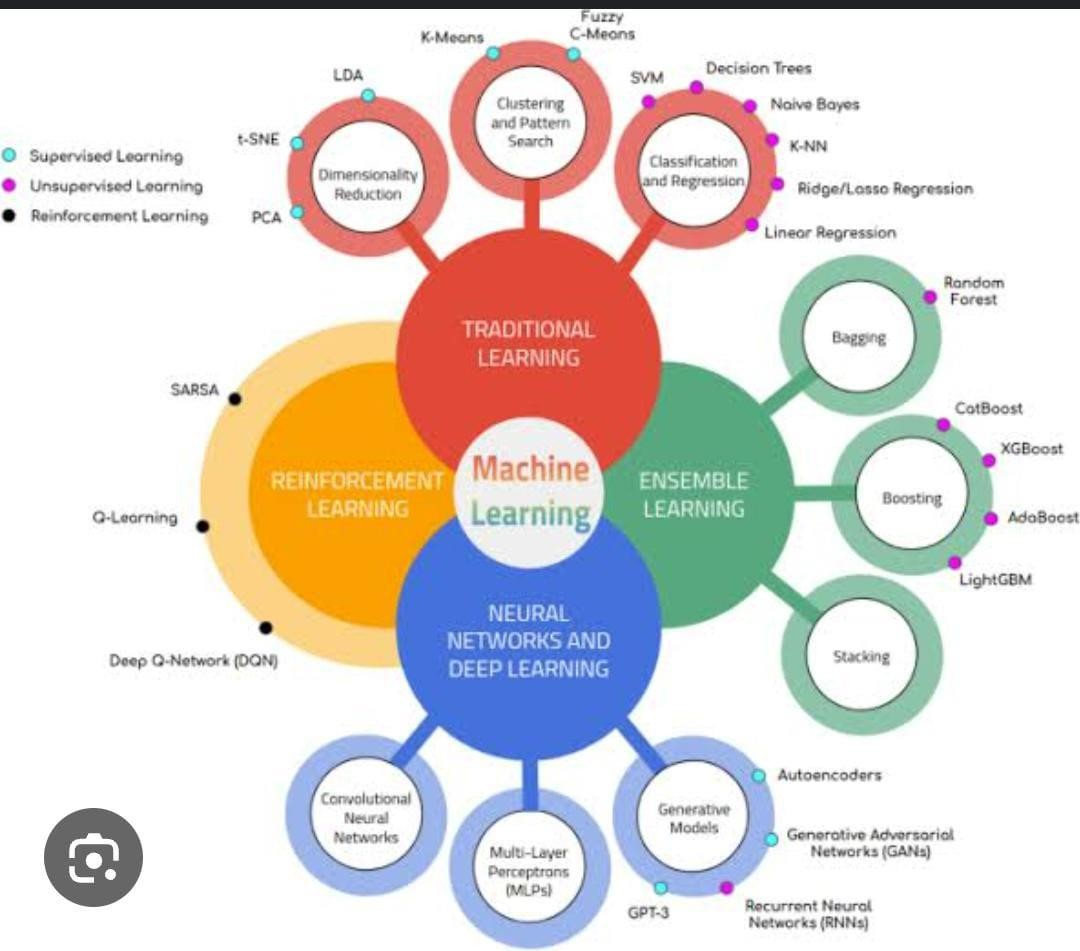 Fuzzy
C-Means
K-Means
LDA
t-SNE
PCA
Dimensionality
Reduction
Clustering
and Pattern
Search
SVM
Decision Trees
Naive Bayes
K-NN
Ridge/Lasso Regression
Linear Regression
Classification
and Regression
Supervised Learning
Unsupervised Learning
Reinforcement Learning
TRADITIONAL
LEARNING
Random
Forest
Bagging
CatBoost
XGBoost
AdaBoost
LightGBM
Boosting
Stacking
SARSA
Q-Learning
Deep Q-Network (DQN)
REINFORCEMENT
LEARNING
Machine
Learning
ENSEMBLE
LEARNING
NEURAL
NETWORKS AND
DEEP LEARNING
Convolutional
Neural
Networks
Multi-Layer
Perceptrons
(MLPs)
Generative
Models
Autoencoders
Generative Adversarial
Networks (GANs)
GPT-3
Recurrent Neural
Networks (RNNs)